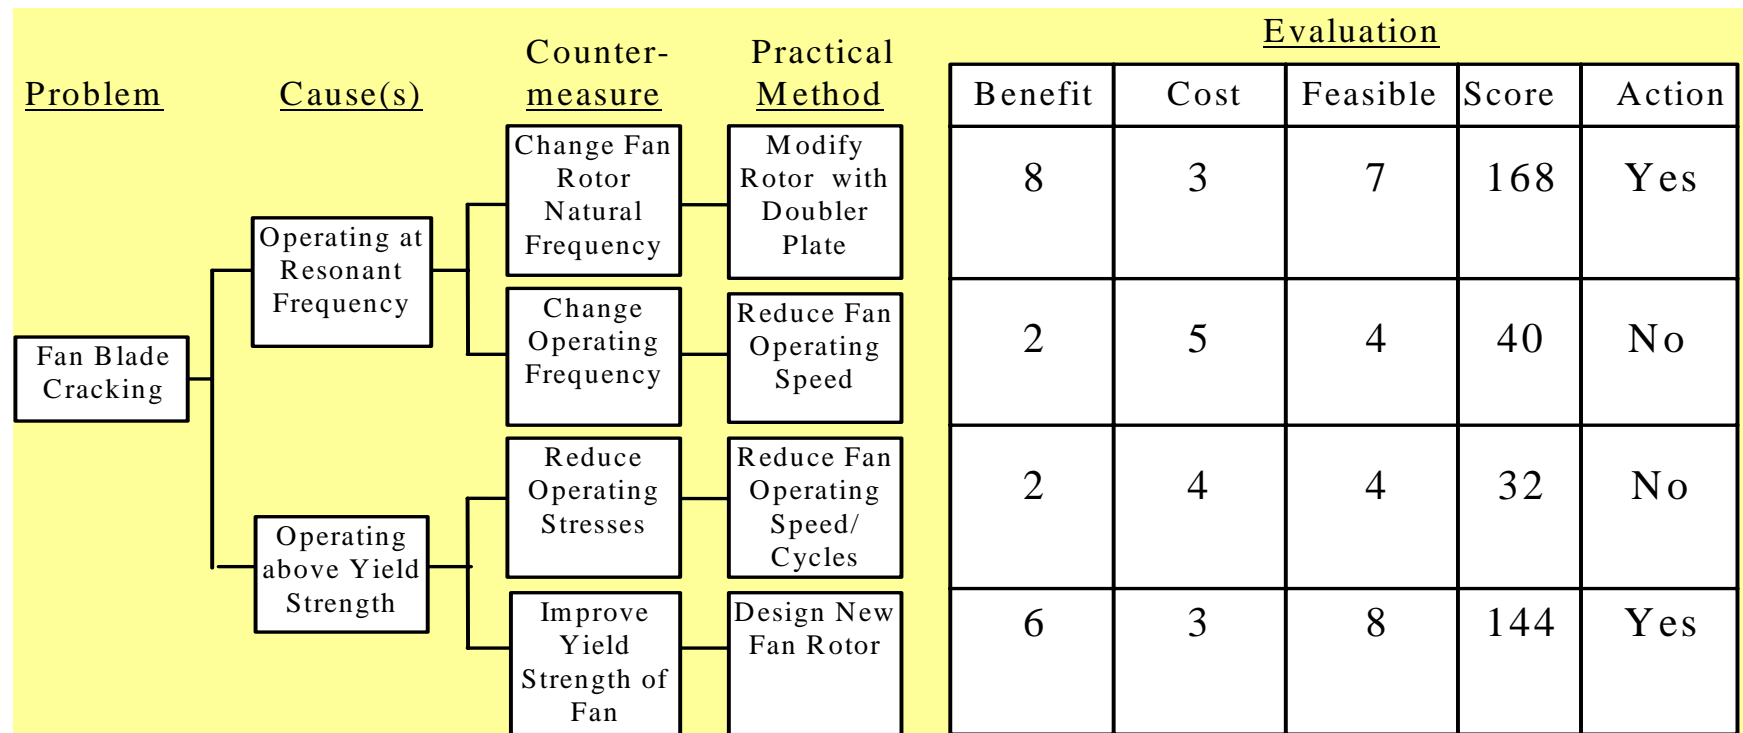 Evaluation
Counter-
measure
Practical
Method
Problem
Cause(s)
Benefit
Cost
Feasible
Score
Action
Change Fan
Rotor
Natural
Frequency
Modify
Rotor with
Doubler
Plate
8
3
7
168
Yes
Operating at
Resonant
Frequency
Change
Operating
Frequency
Reduce Fan
Operating
Speed
2
5
4
40
No
Fan Blade
Cracking
Reduce
Operating
Stresses
Reduce Fan
Operating
Speed/
Cycles
2
4
4
32
No
Operating
above Yield
Strength
Improve
Yield
Strength of
Fan
Design New
Fan Rotor
6
3
8
144
Yes